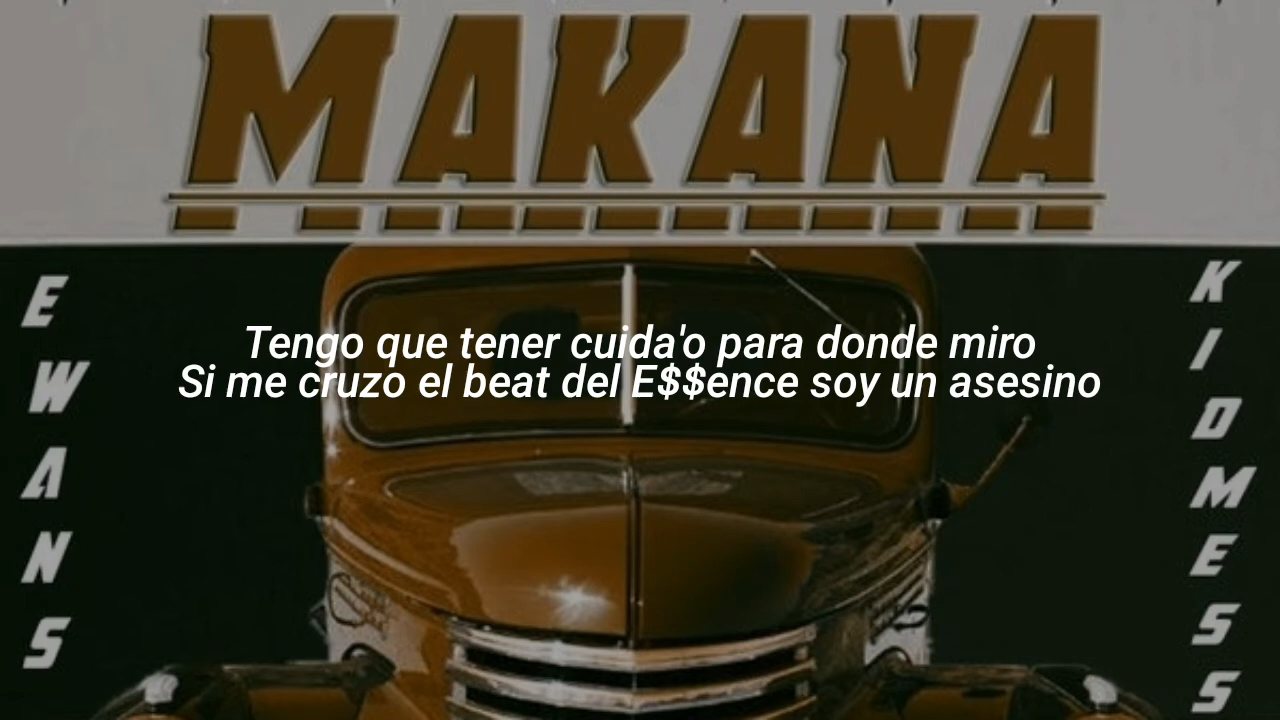 MAKANA
EWANS
Tengo que tener cuida'o para donde miro
Si me cruzo el beat del E$$ence soy un asesino
KIDMESS